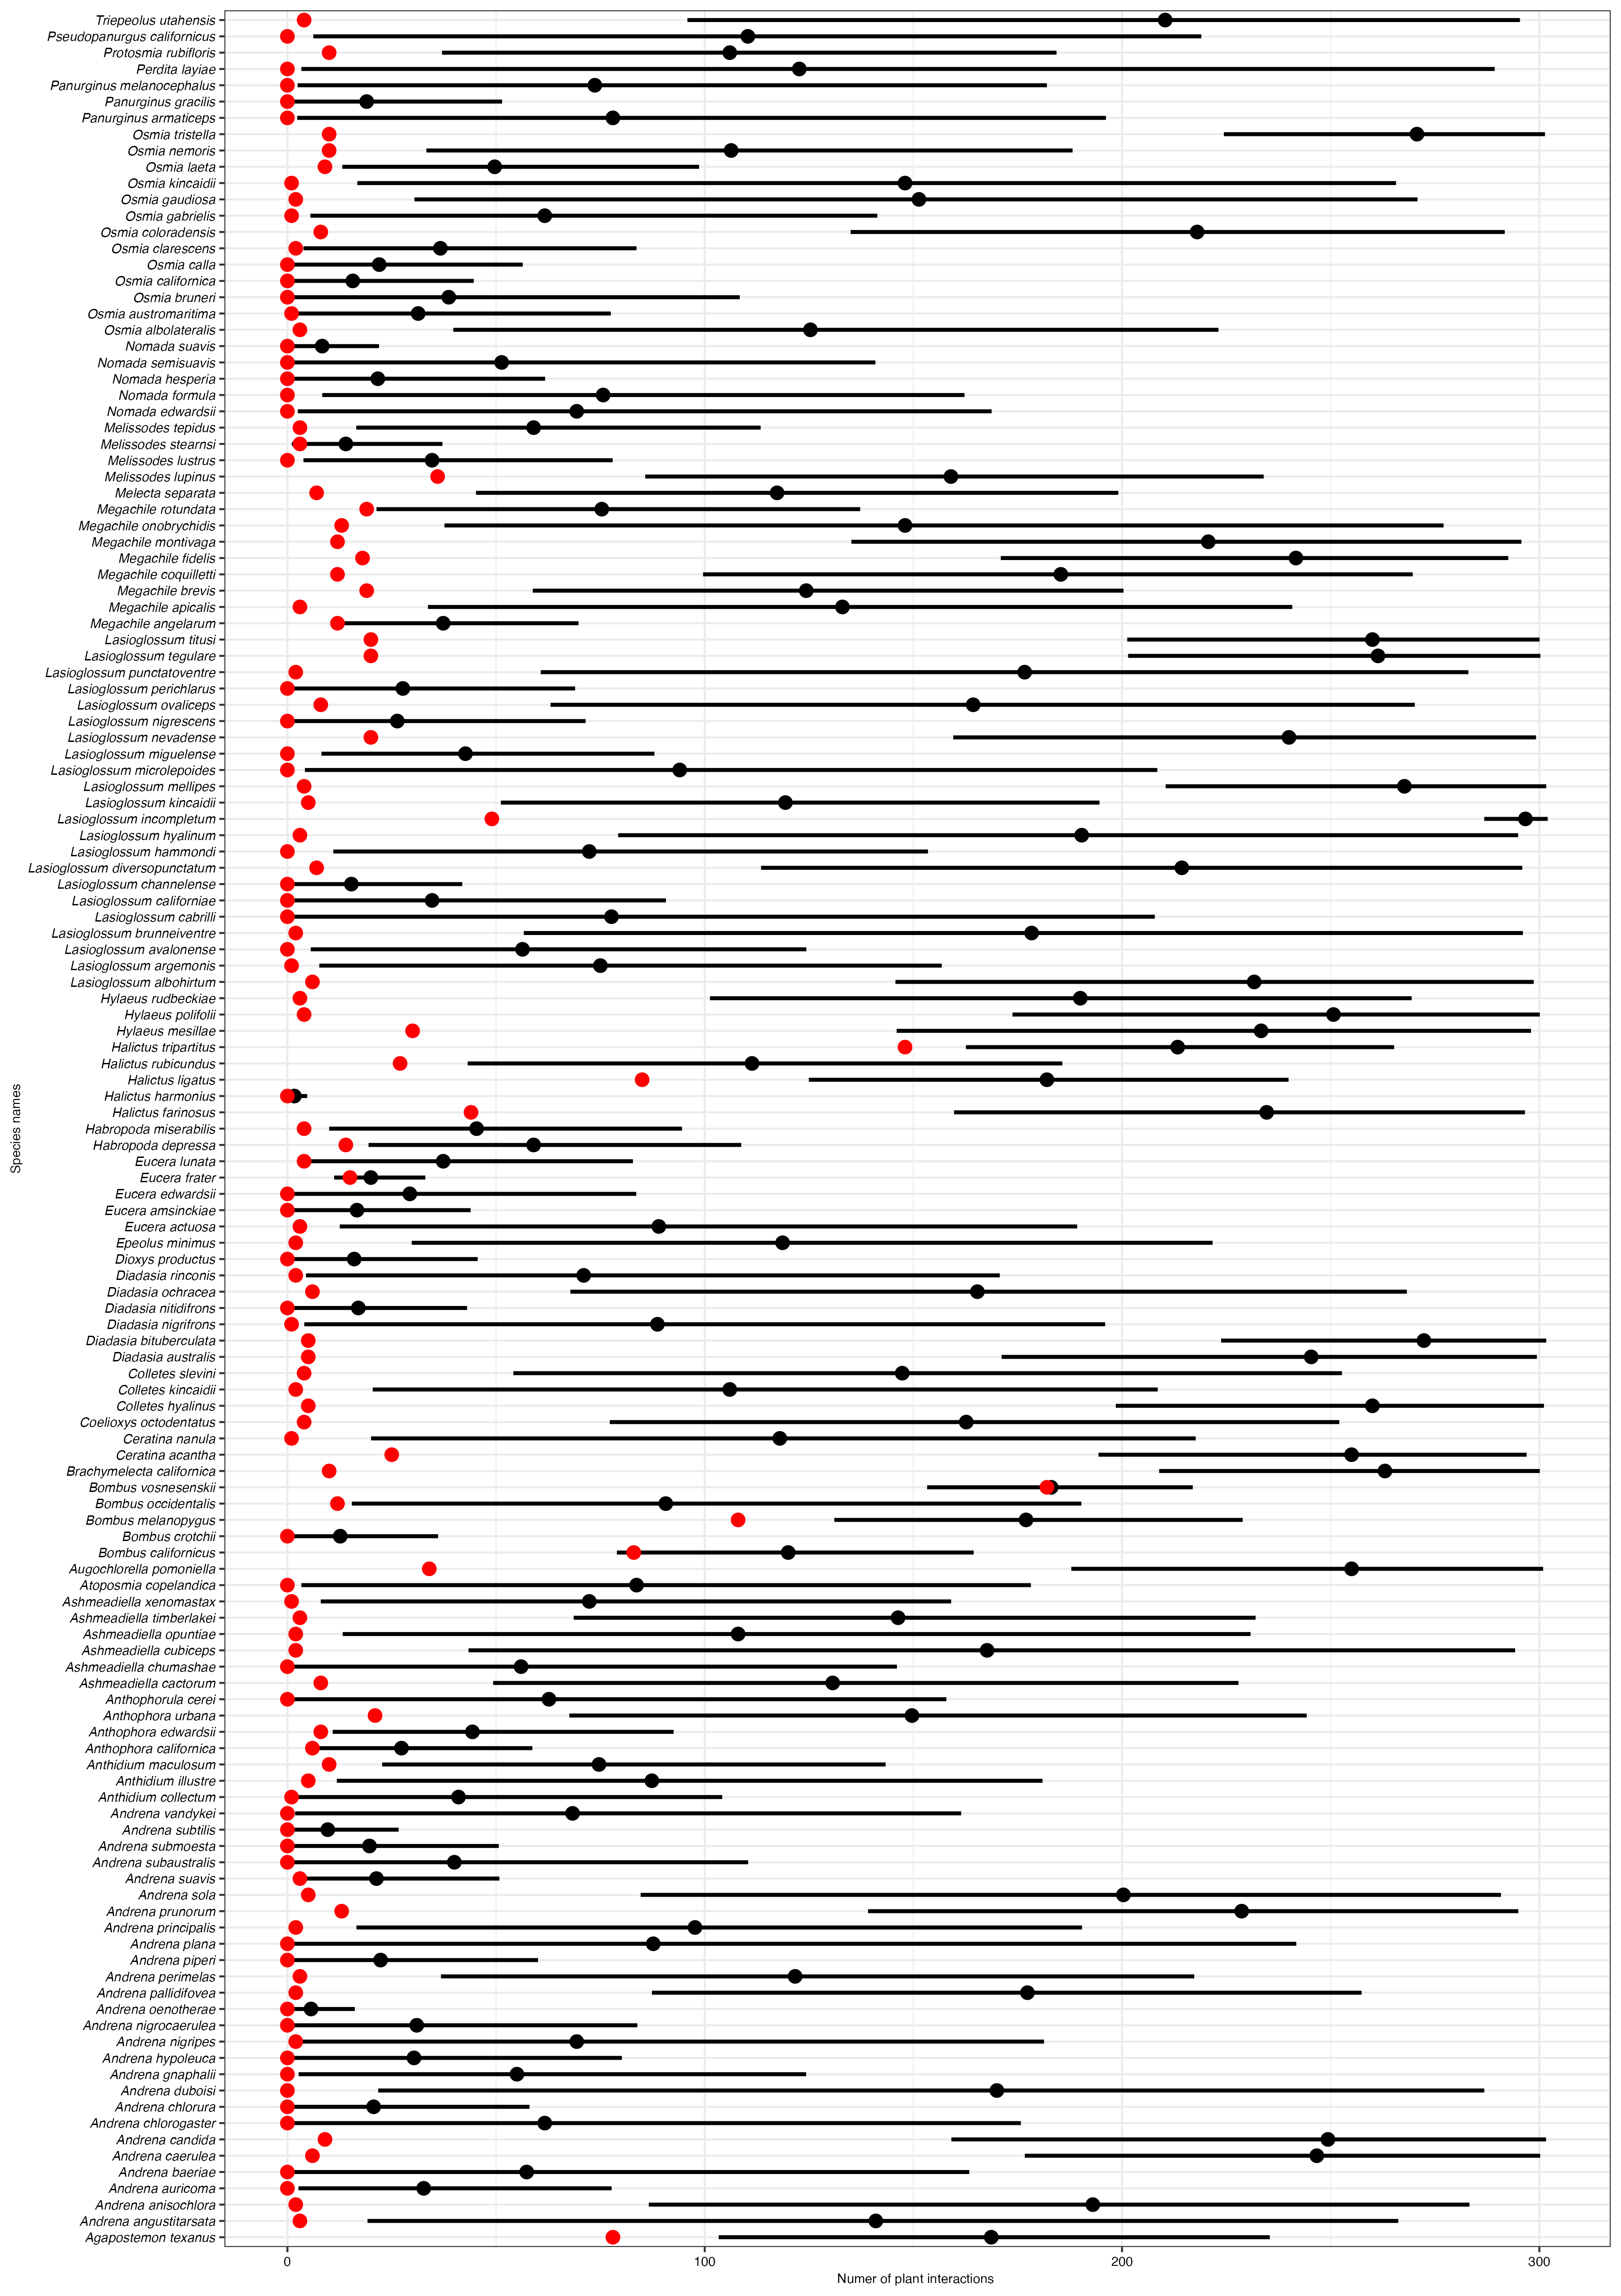 Triepeolus utahensis
Pseudopanurgus californicus
Protosmia rubifloris
Perdita layiae
Panurginus melanocephalus
Panurginus gracilis
Panurginus armaticeps
Osmia tristella
Osmia nemoris
Osmia laeta
Osmia kincaidii
Osmia gaudiosa
Osmia gabrielis
Osmia coloradensis
Osmia clarescens
Osmia calla
Osmia californica
Osmia bruneri
Osmia austromaritima
Osmia albolateralis
Nomada suavis
Nomada semisuavis
Nomada hesperia
Nomada formula
Nomada edwardsii
Melissodes tepidus
Melissodes stearnsi
Melissodes lustrus
Melissodes lupinus
Melecta separata
Megachile rotundata
Megachile onobrychidis
Megachile montivaga
Megachile fidelis
Megachile coquilletti
Megachile brevis
Megachile apicalis
Megachile angelarum
Lasioglossum titusi
Lasioglossum tegulare
Lasioglossum punctatoventre
Lasioglossum perichlarus
Lasioglossum ovaliceps
Lasioglossum nigrescens
Lasioglossum nevadense
Lasioglossum miguelense
Lasioglossum microlepoides
Lasioglossum mellipes
Lasioglossum kincaidii
Lasioglossum incompletum
Lasioglossum hyalinum
Lasioglossum hammondi
Lasioglossum diversopunctatum
Lasioglossum channelense
Lasioglossum californiae
Lasioglossum cabrilli
Lasioglossum brunneiventre
Lasioglossum avalonense
Lasioglossum argemonis
Lasioglossum albohirtum
Hylaeus rudbeckiae
Hylaeus polifolii
Hylaeus mesillae
Halictus tripartitus
Halictus rubicundus
Halictus ligatus
Halictus harmonius
Halictus farinosus
Habropoda miserabilis
Habropoda depressa
Eucera lunata
Eucera frater
Eucera edwardsii
Eucera amsinckiae
Eucera actuosa
Epeolus minimus
Dioxys productus
Diadasia rinconis
Diadasia ochracea
Diadasia nitidifrons
Diadasia nigrifrons
Diadasia bituberculata
Diadasia australis
Colletes slevini
Colletes kincaidii
Colletes hyalinus
Coelioxys octodentatus
Ceratina nanula
Ceratina acantha
Brachymelecta californica
Bombus vosnesenskii
Bombus occidentalis
Bombus melanopygus
Bombus crotchii
Bombus californicus
Augochlorella pomoniella
Atoposmia copelandica
Ashmeadiella xenomastax
Ashmeadiella timberlakei
Ashmeadiella opuntiae
Ashmeadiella cubiceps
Ashmeadiella chumashae
Ashmeadiella cactorum
Anthophorula cerei
Anthophora urbana
Anthophora edwardsii
Anthophora californica
Anthidium maculosum
Anthidium illustre
Anthidium collectum
Andrena vandykei
Andrena subtilis
Andrena submoesta
Andrena subaustralis
Andrena suavis
Andrena sola
Andrena prunorum
Andrena principalis
Andrena plana
Andrena piperi
Andrena perimelas
Andrena pallidifovea
Andrena oenotherae
Andrena nigrocaerulea
Andrena nigripes
Andrena hypoleuca
Andrena gnaphalii
Andrena duboisi
Andrena chlorura
Andrena chlorogaster
Andrena candida
Andrena caerulea
Andrena baeriae
Andrena auricoma
Andrena anisochlora
Andrena angustitarsata
Agapostemon texanus
Species names
0 100 200 300
Numer of plant interactions